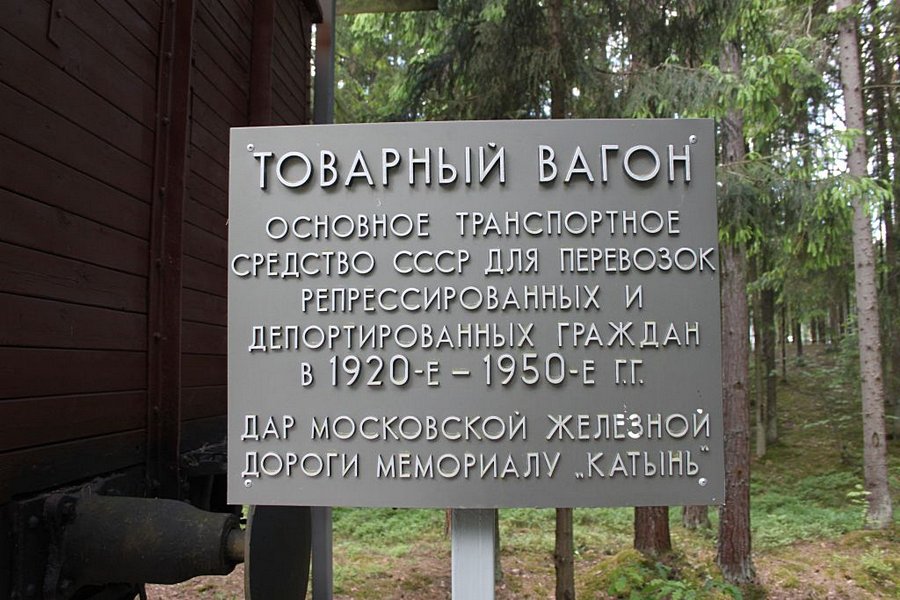 ТОВАРНЫЙ ВАГОН
ОСНОВНОЕ ТРАНСПОРТНОЕ
СРЕДСТВО СССР ДЛЯ ПЕРЕВОЗОК
РЕПРЕССИРОВАННЫХ И
ДЕПОРТИРОВАННЫХ ГРАЖДАН
В 1920-Е – 1950-Е Г.Г.
ДАР МОСКОВСКОЙ ЖЕЛЕЗНОЙ
ДОРОГИ МЕМОРИАЛУ „КАТЫНЬ"